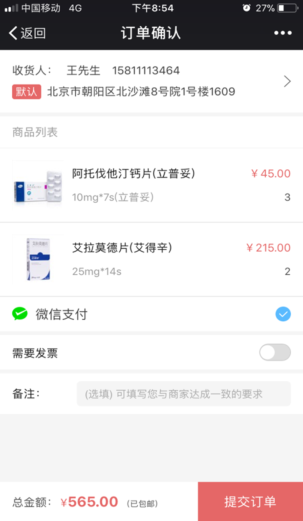 中国移动 4G 下午8:54 27%
返回 订单确认
收货人： 王先生 15811113464
默认 北京市朝阳区北沙滩8号院1号楼1609
商品列表
阿托伐他汀钙片(立普妥) ￥45.00
10mg*7s(立普妥) 3
艾拉莫德片(艾得辛) ￥215.00
25mg*14s 2
微信支付
需要发票
备注： (选填) 可填写您与商家达成一致的要求
总金额： ￥565.00 (已包邮) 提交订单